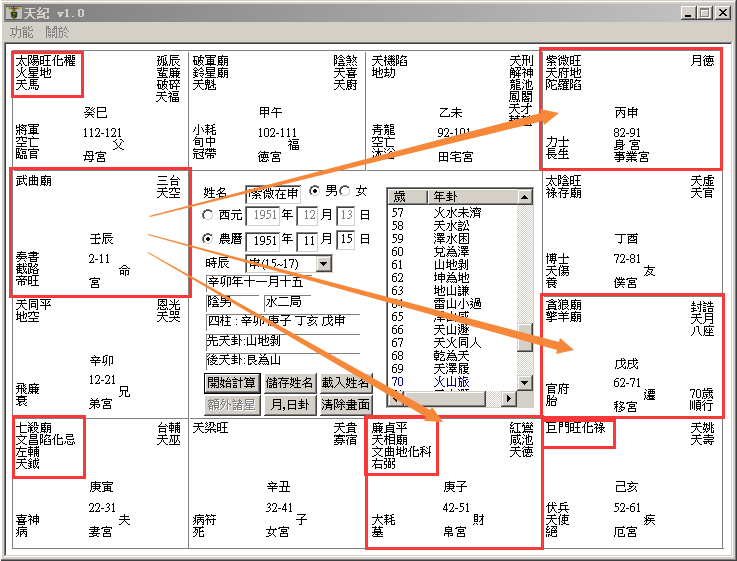 天紀 v1.0
功能 關於
太陽旺化權 孤辰
火星地 蜚廉
天馬 破碎
天福
癸巳
將軍 112-121
空亡 父
臨官 母宮
破軍廟 陰煞
鈴星廟 天喜
天魁 天廚
甲午
小耗 102-111
旬中 福
冠帶 德宮
天機陷 天刑
地劫 解神
龍池
鳳閣
天才
乙未
青龍 92-101
空亡
沐浴 田宅宮
紫微旺 月德
天府地
陀羅陷
丙申
82-91
力士 身宮
長生 事業宮
武曲廟 三台
天空
壬辰
奏書 2-11
截路 命
帝旺 宮
姓名 紫微在申 男 女
西元 1951 年 12 月 13 日
農曆 1951 年 11 月 15 日
時辰 申(15~17)
辛卯年十一月十五
陰男 水二局
四柱 : 辛卯 庚子 丁亥 戊申
先天卦:山地剝
後天卦:艮為山
開始計算 儲存姓名 載入姓名
額外諸星 月,日卦 清除畫面
歲 年卦
57 火水未濟
58 天水訟
59 澤水困
60 兌為澤
61 山地剝
62 坤為地
63 地山謙
64 雷山小過
65 澤山咸
66 天山遯
67 天火同人
68 乾為天
69 天澤履
70 火山旅
太陰旺 天虛
祿存廟 天官
丁酉
博士 72-81
天傷 友
養 僕宮
天同平 恩光
地空 天哭
辛卯
12-21
飛廉 兄
衰 弟宮
貪狼廟 封誥
擎羊廟 天月
八座
戊戌
官府 62-71 70歲
胎 遷 順行
移宮
七殺廟 台輔
文昌陷化忌 天巫
左輔
天鉞
庚寅
22-31
喜神 夫
病 妻宮
天梁旺 天貴
寡宿
辛丑
32-41
病符 子
死 女宮
廉貞平 紅鸞
天相廟 咸池
文曲地化科 天德
右弼
庚子
42-51
大耗 財
墓 帛宮
巨門旺化祿 天姚
天壽
己亥
伏兵 52-61
天使 疾
絕 厄宮